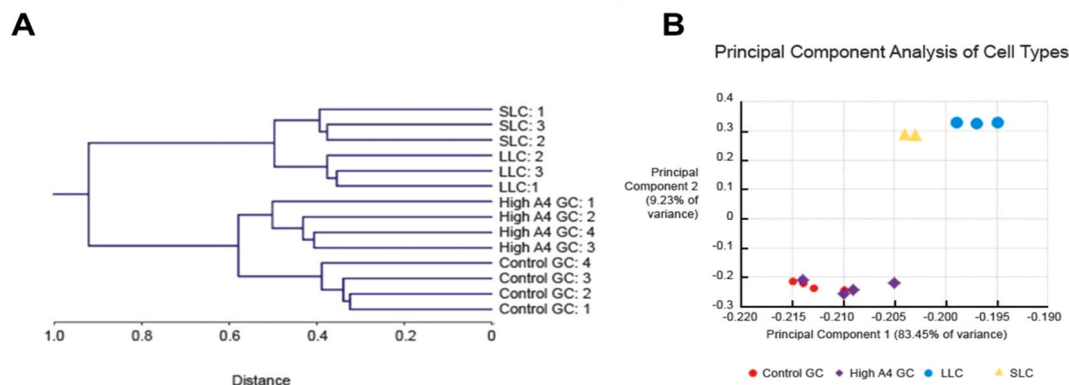 A
SLC: 1
SLC: 3
SLC: 2
LLC: 2
LLC: 3
LLC:1
High A4 GC: 1
High A4 GC: 2
High A4 GC: 4
High A4 GC: 3
Control GC: 4
Control GC: 3
Control GC: 2
Control GC: 1
1.0 0.8 0.6 0.4 0.2 0
Distance
B
Principal Component Analysis of Cell Types
Principal
Component 2
(9.23% of
variance)
0.4
0.3
0.2
0.1
0
-0.1
-0.2
-0.3
-0.220 -0.215 -0.210 -0.205 -0.200 -0.195 -0.190
Principal Component 1 (83.45% of variance)
Control GC High A4 GC LLC SLC